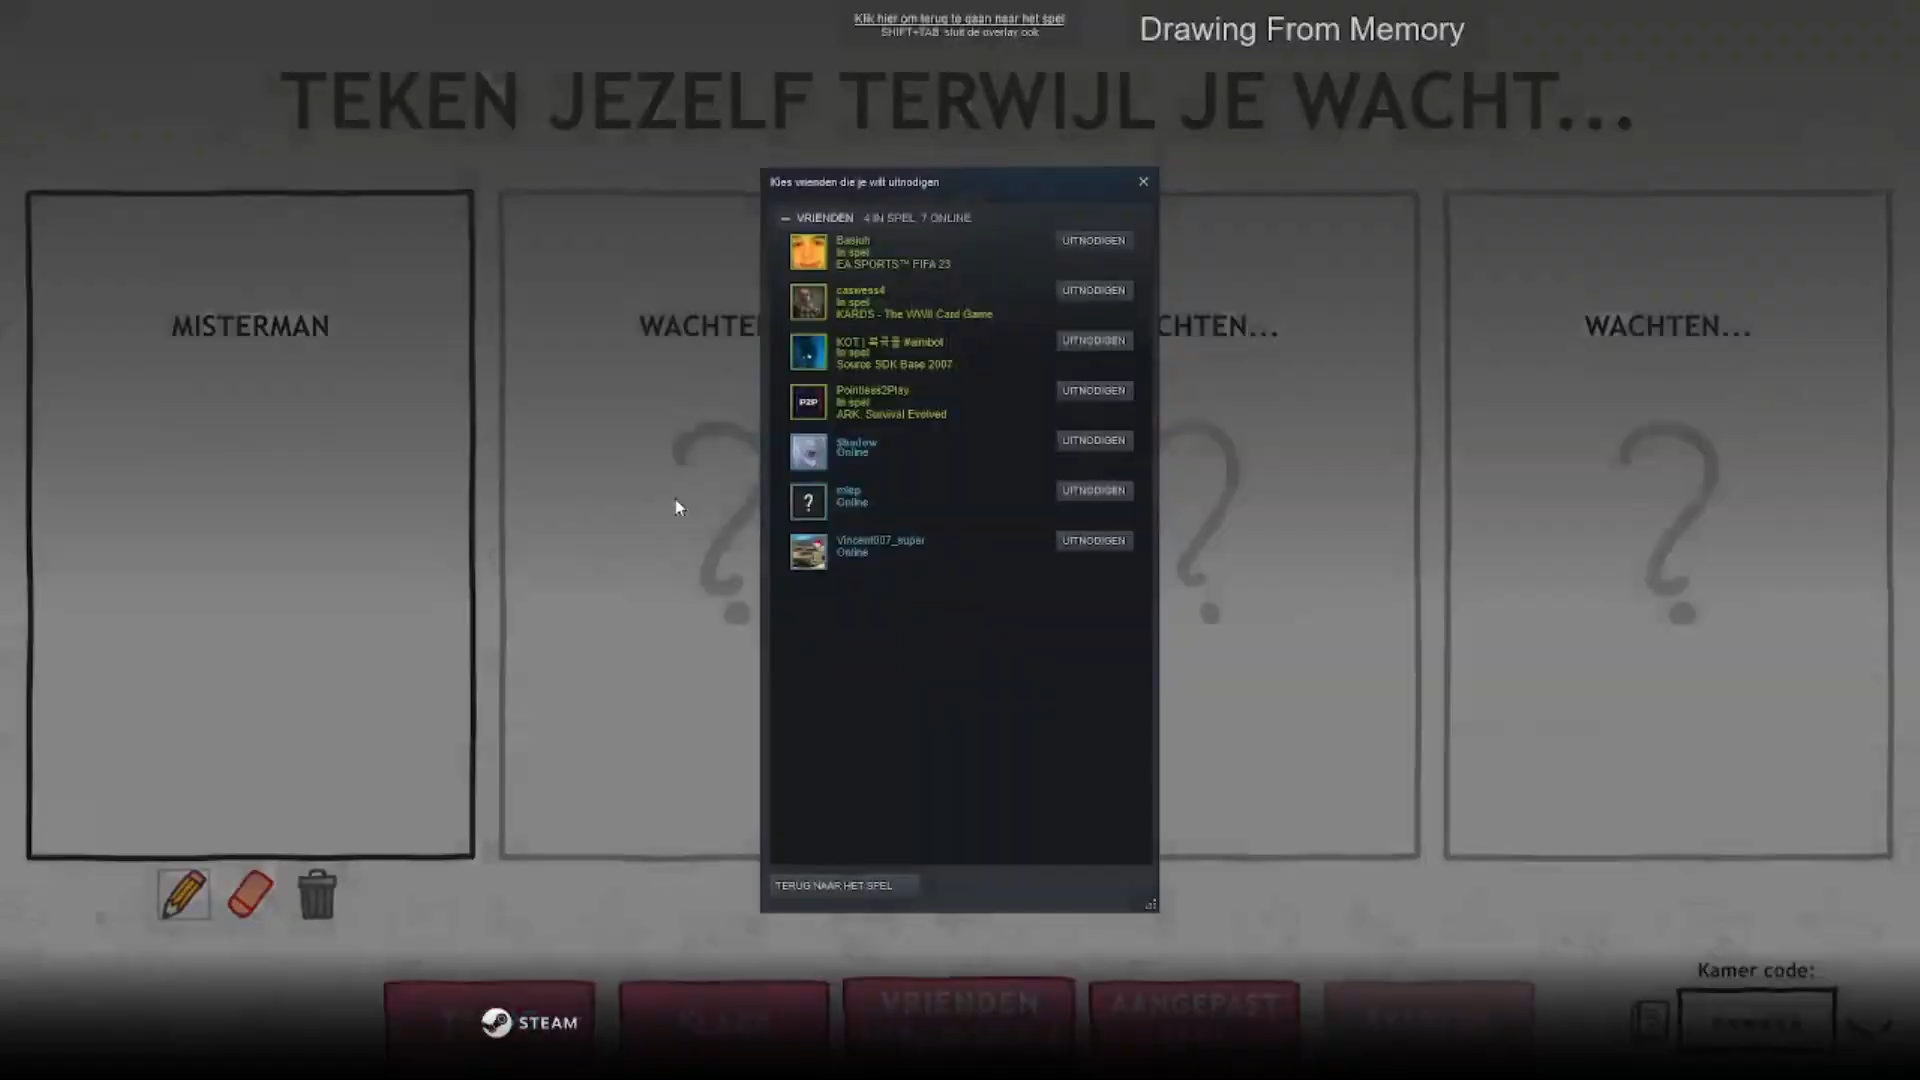 Klik hier om terug te gaan naar het spel
SHIFT+TAB sluit de overlay ook
Drawing From Memory
TEKEN JEZELF TERWIJL JE WACHT...
Kies vrienden die je wilt uitnodigen
VRIENDEN 4 IN SPEL, 7 ONLINE
Basjuh
In spel
EA SPORTS™ FIFA 23
UITNODIGEN
caswess4
In spel
KARDS - The WWII Card Game
UITNODIGEN
KOT |
In spel
Source SDK Base 2007
UITNODIGEN
P2P
Pointless2Play
In spel
ARK: Survival Evolved
UITNODIGEN
Shadow
Online
UITNODIGEN
?
miep
Online
UITNODIGEN
Vincent007_super
Online
UITNODIGEN
TERUG NAAR HET SPEL
MISTERMAN
WACHTE
CHTEN...
WACHTEN...
?
?
?
STEAM
VRIENDEN
AANGEPAST
Kamer code: